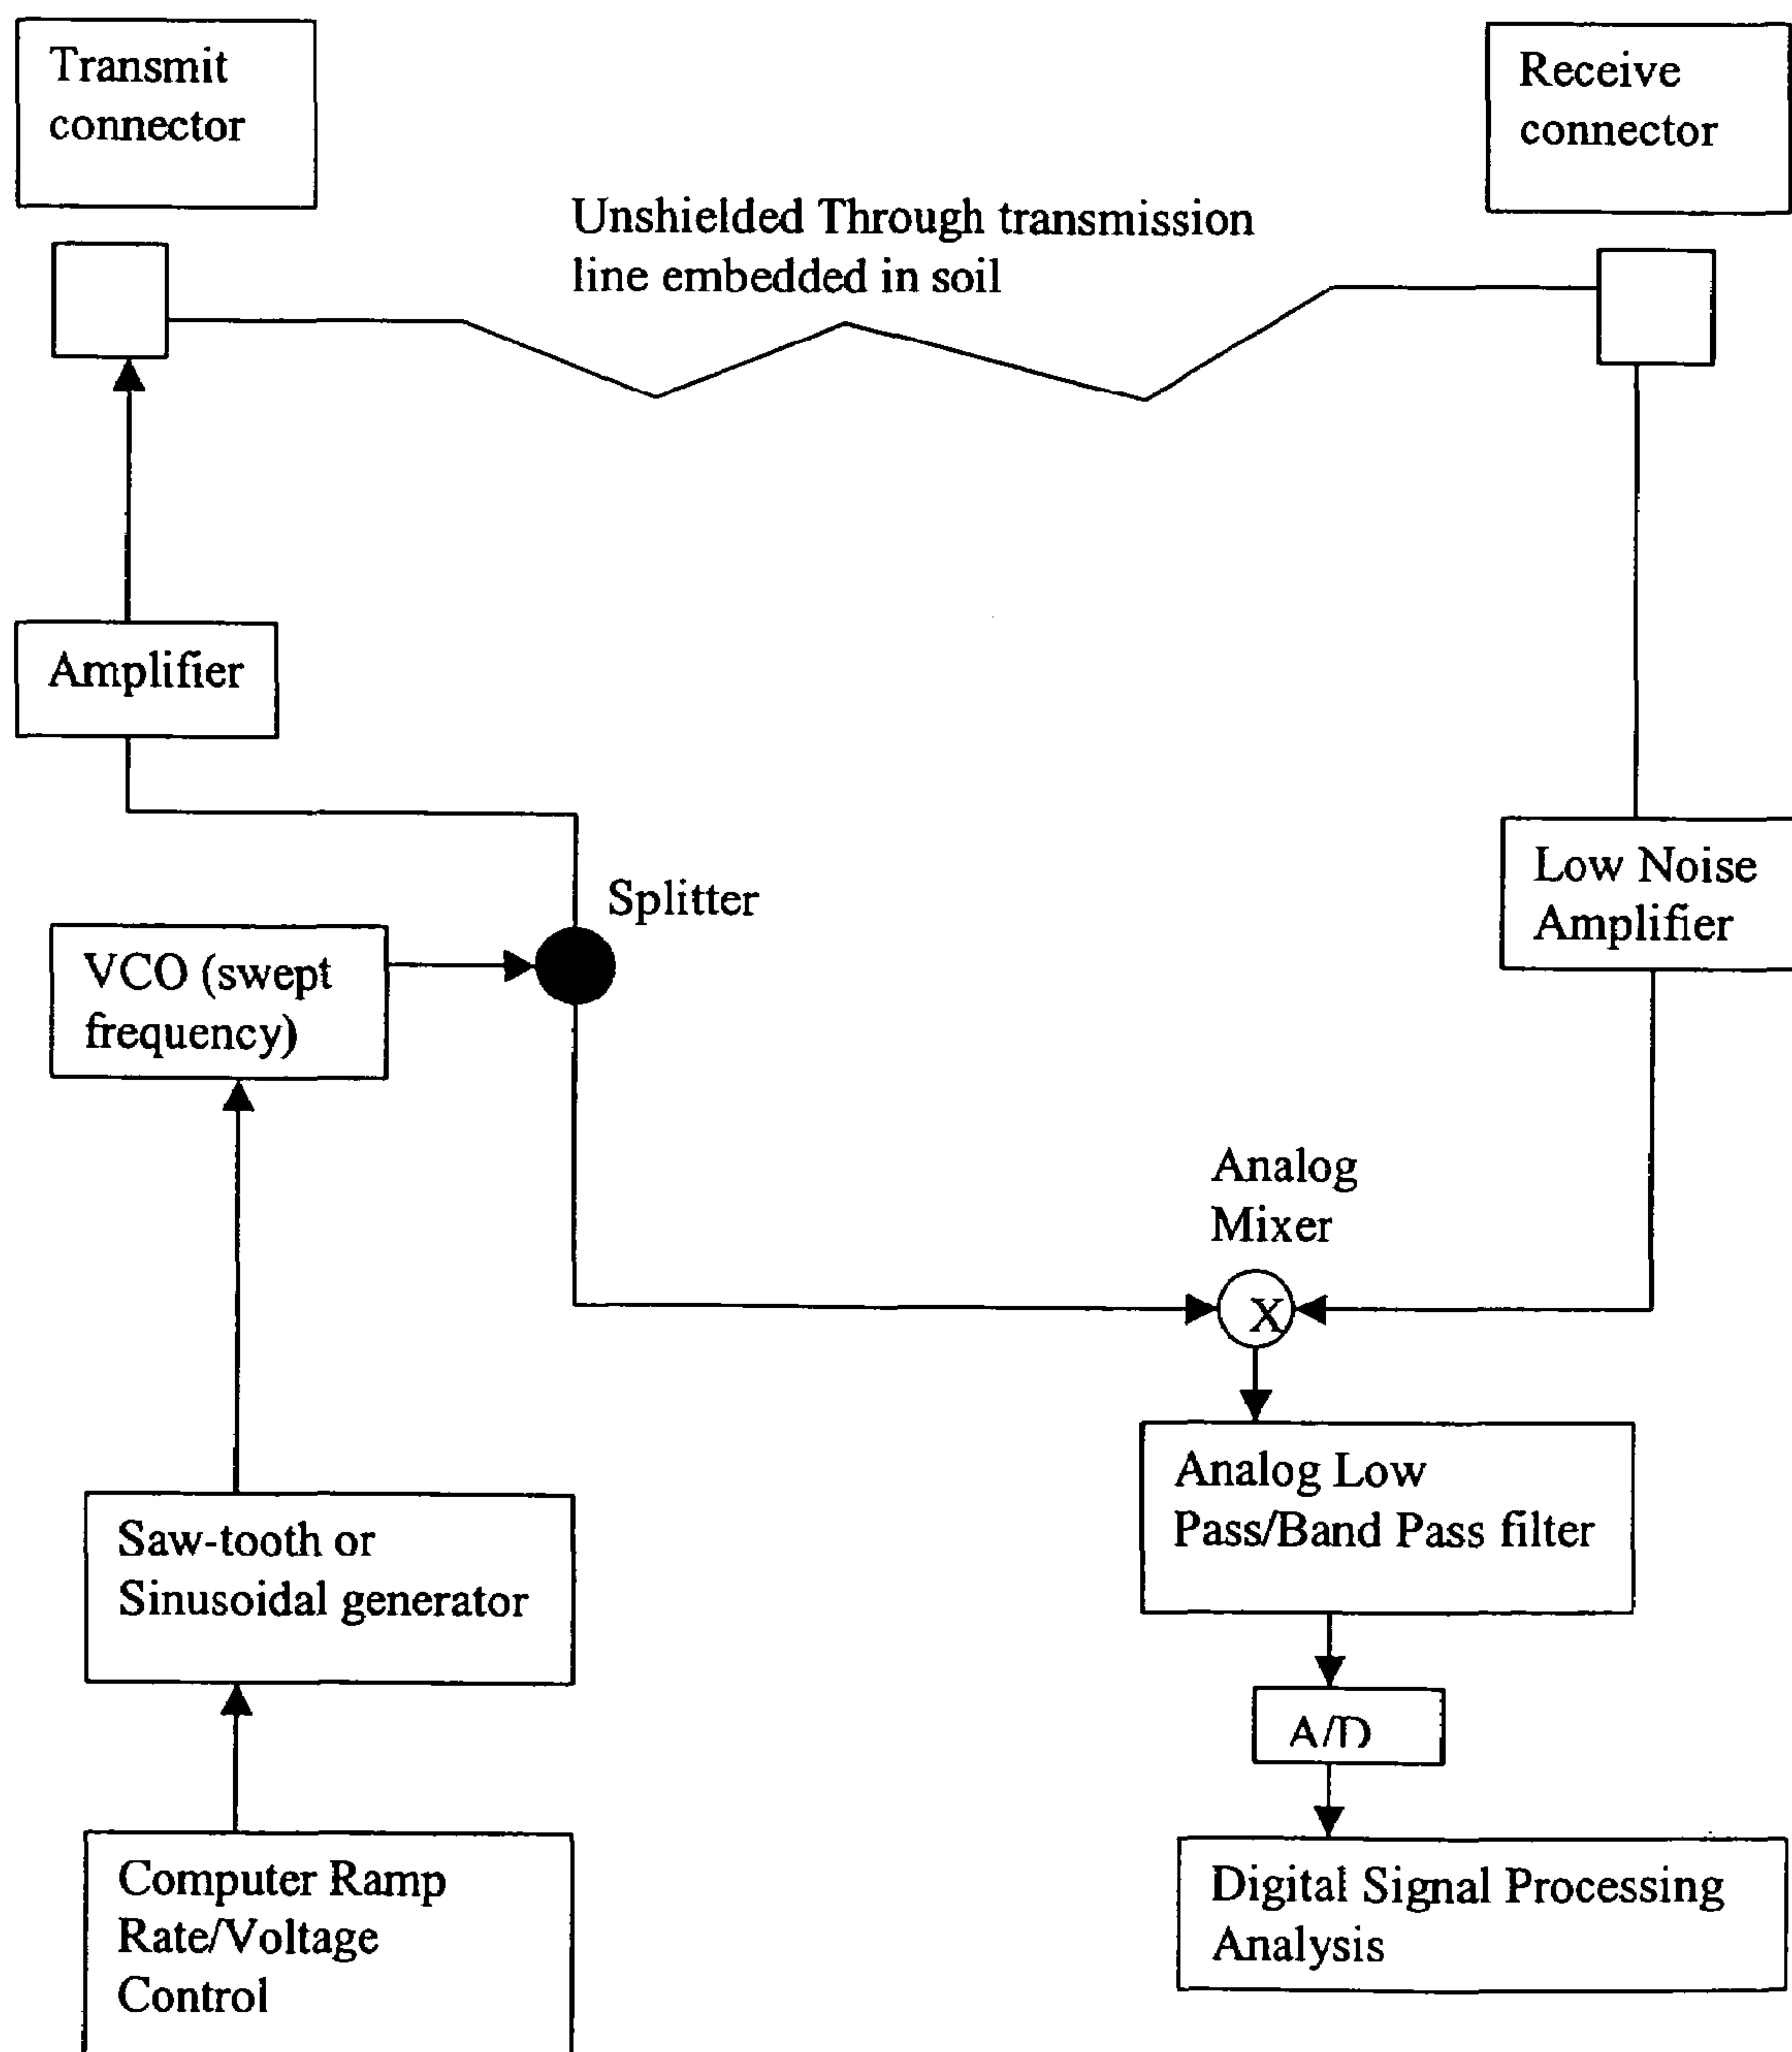 Transmit
connector
Receive
connector
Unshielded Through transmission
line embedded in soil
Amplifier
Splitter
Low Noise
Amplifier
VCO (swept
frequency)
Analog
Mixer
X
Saw-tooth or
Sinusoidal generator
Analog Low
Pass/Band Pass filter
A/D
Computer Ramp
Rate/Voltage
Control
Digital Signal Processing
Analysis